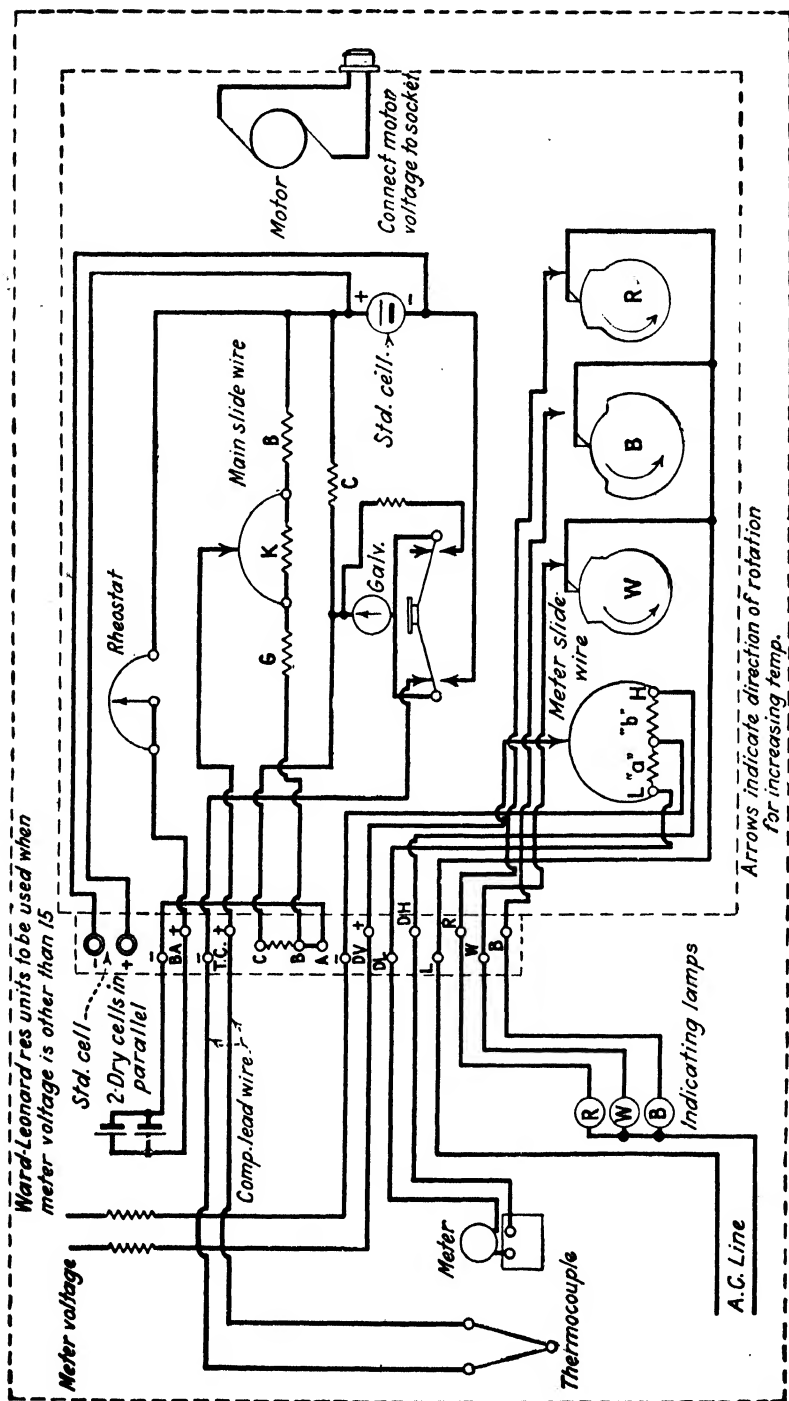 Ward-Leonard res units to be used when
meter voltage is other than 15
Meter voltage
Std. cell
-
+
2-Dry cells in
parallel
-
BA
+
-
T.C.
+
Comp. lead wire
C
B
A
-
DV
+
DL
DH
L
R
W
B
Meter
Thermocouple
R
W
B
Indicating lamps
A.C. Line
Rheostat
Main slide wire
G
K
B
C
Galv.
Std. cell
+
-
Motor
Connect motor
voltage to socket
Meter slide
wire
L "a" "b" H
W
B
R
Arrows indicate direction of rotation
for increasing temp.